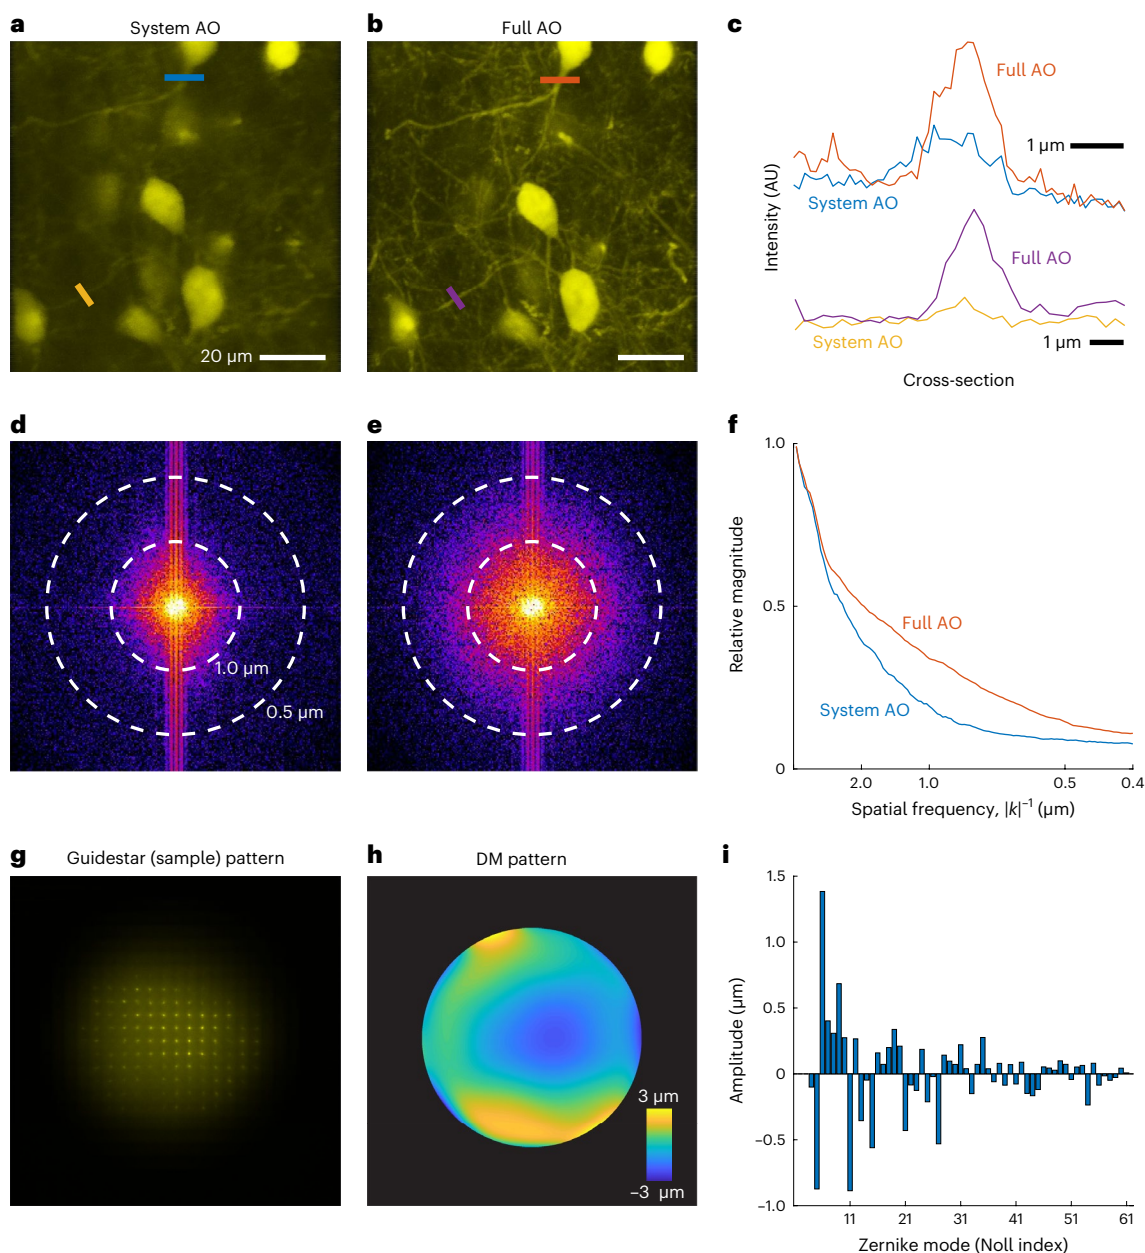 a
System AO
20 µm
b
Full AO
c
Intensity (AU)
Full AO
1 µm
System AO
Full AO
System AO
1 µm
Cross-section
d
1.0 µm
0.5 µm
e
f
Relative magnitude
1.0
0.5
0
Full AO
System AO
2.0 1.0 0.5 0.4
Spatial frequency, |k|⁻¹ (µm)
g
Guidestar (sample) pattern
h
DM pattern
3 µm
−3 µm
i
Amplitude (µm)
1.5
1.0
0.5
0
−0.5
−1.0
11 21 31 41 51 61
Zernike mode (Noll index)